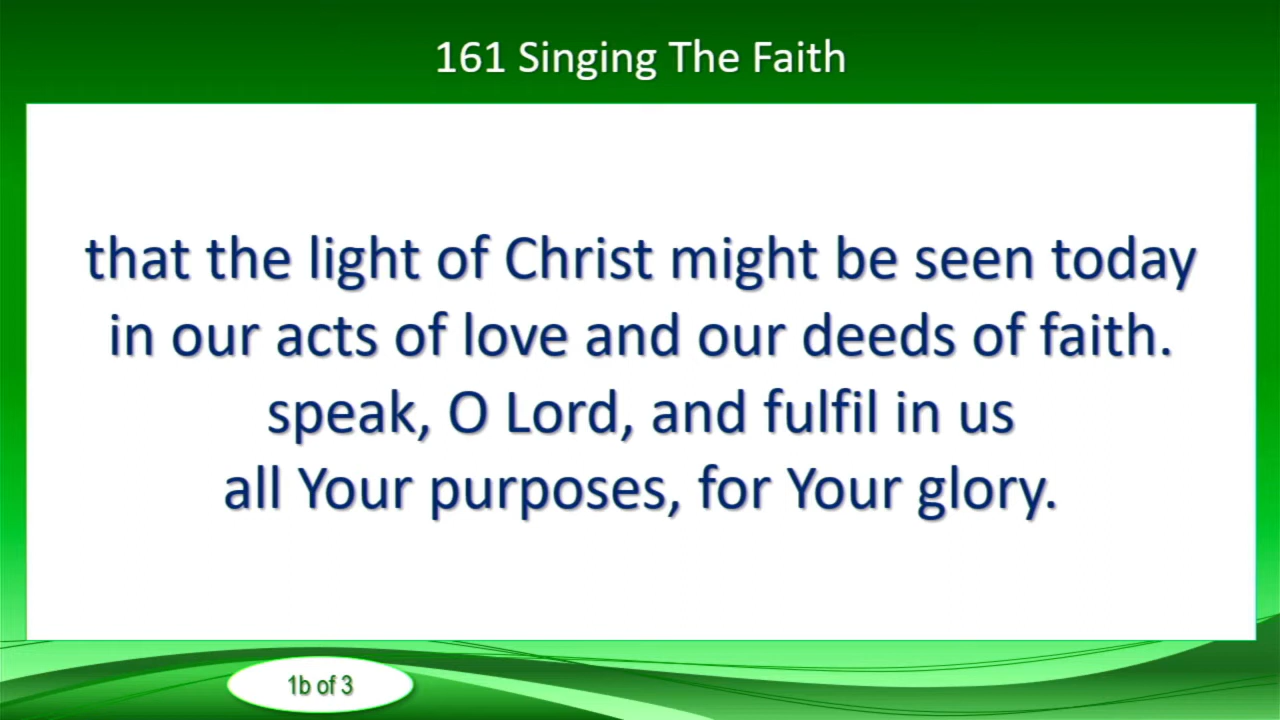 161 Singing The Faith
that the light of Christ might be seen today
in our acts of love and our deeds of faith.
speak, O Lord, and fulfil in us
all Your purposes, for Your glory.
1b of 3